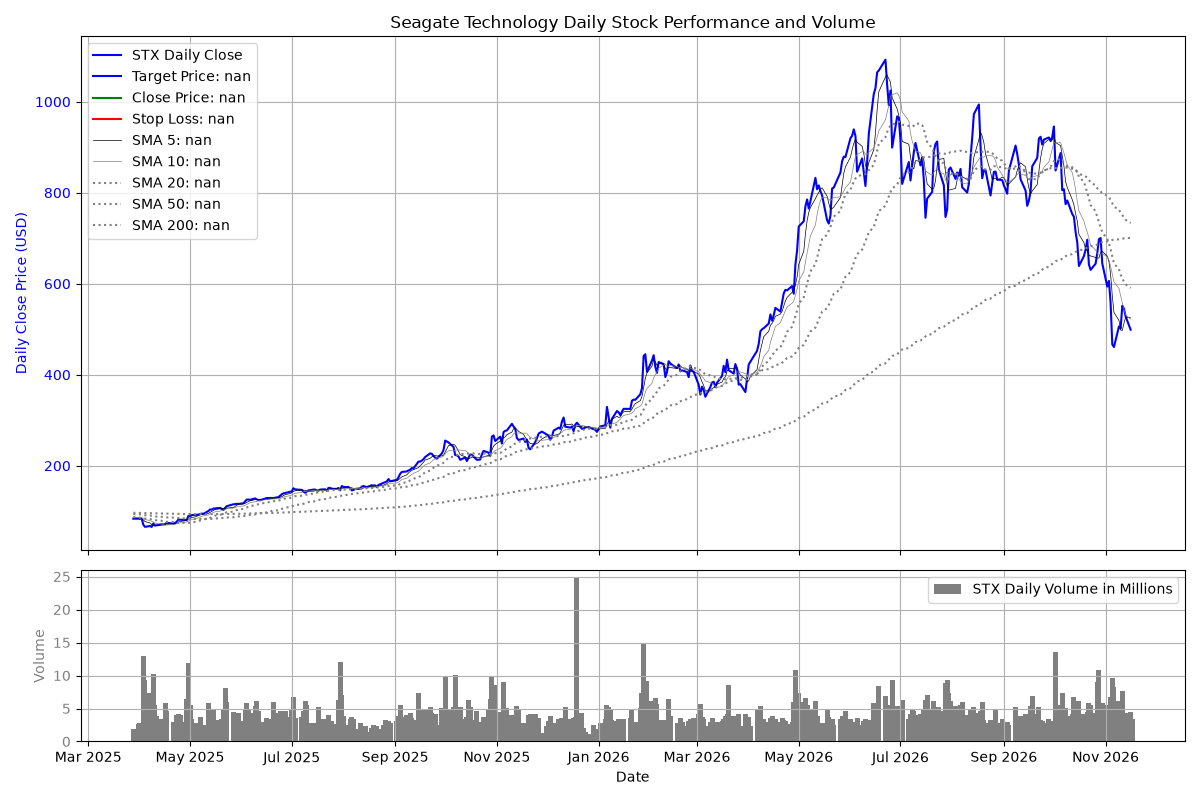 Seagate Technology Daily Stock Performance and Volume
STX Daily Close
Target Price: nan
Close Price: nan
Stop Loss: nan
SMA 5: nan
SMA 10: nan
SMA 20: nan
SMA 50: nan
SMA 200: nan
Daily Close Price (USD)
1000
800
600
400
200
STX Daily Volume in Millions
Volume
25
20
15
10
5
0
Mar 2025
May 2025
Jul 2025
Sep 2025
Nov 2025
Jan 2026
Mar 2026
May 2026
Jul 2026
Sep 2026
Nov 2026
Date